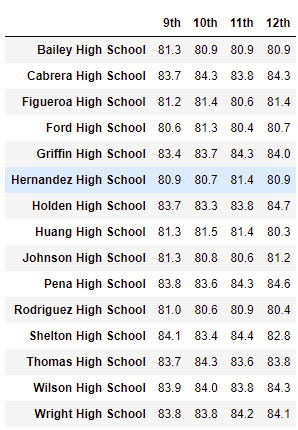 9th 10th 11th 12th
Bailey High School 81.3 80.9 80.9 80.9
Cabrera High School 83.7 84.3 83.8 84.3
Figueroa High School 81.2 81.4 80.6 81.4
Ford High School 80.6 81.3 80.4 80.7
Griffin High School 83.4 83.7 84.3 84.0
Hernandez High School 80.9 80.7 81.4 80.9
Holden High School 83.7 83.3 83.8 84.7
Huang High School 81.3 81.5 81.4 80.3
Johnson High School 81.3 80.8 80.6 81.2
Pena High School 83.8 83.6 84.3 84.6
Rodriguez High School 81.0 80.6 80.9 80.4
Shelton High School 84.1 83.4 84.4 82.8
Thomas High School 83.7 84.3 83.6 83.8
Wilson High School 83.9 84.0 83.8 84.3
Wright High School 83.8 83.8 84.2 84.1